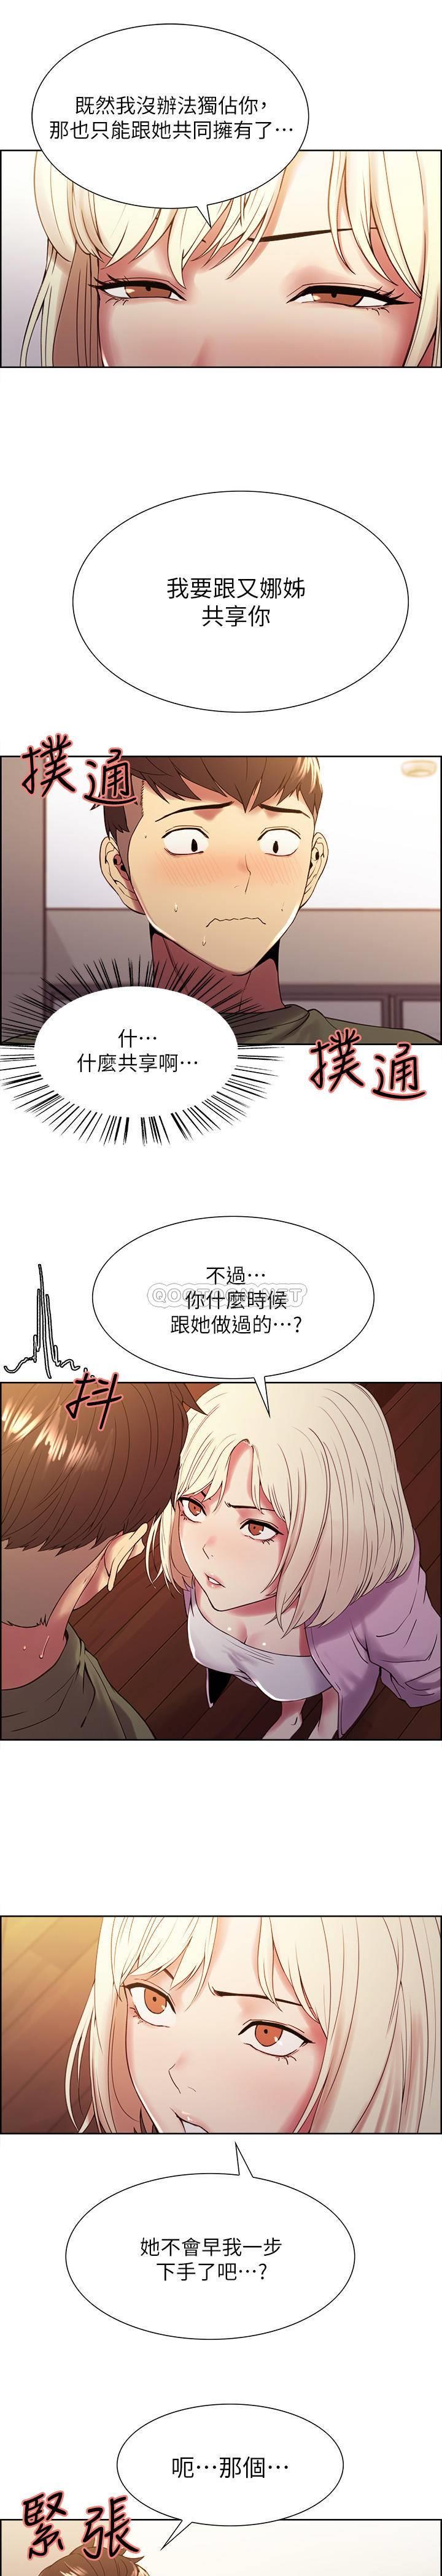 既然我沒辦法獨佔你，
那也只能跟她共同擁有了…
我要跟又娜姊
共享你
撲通
什…
什麼共享啊…
撲通
不過…
QOOTOON.NET
你什麼時候
跟她做過的…?
抖
她不會早我一步
下手了吧…?
呃…那個…
緊張